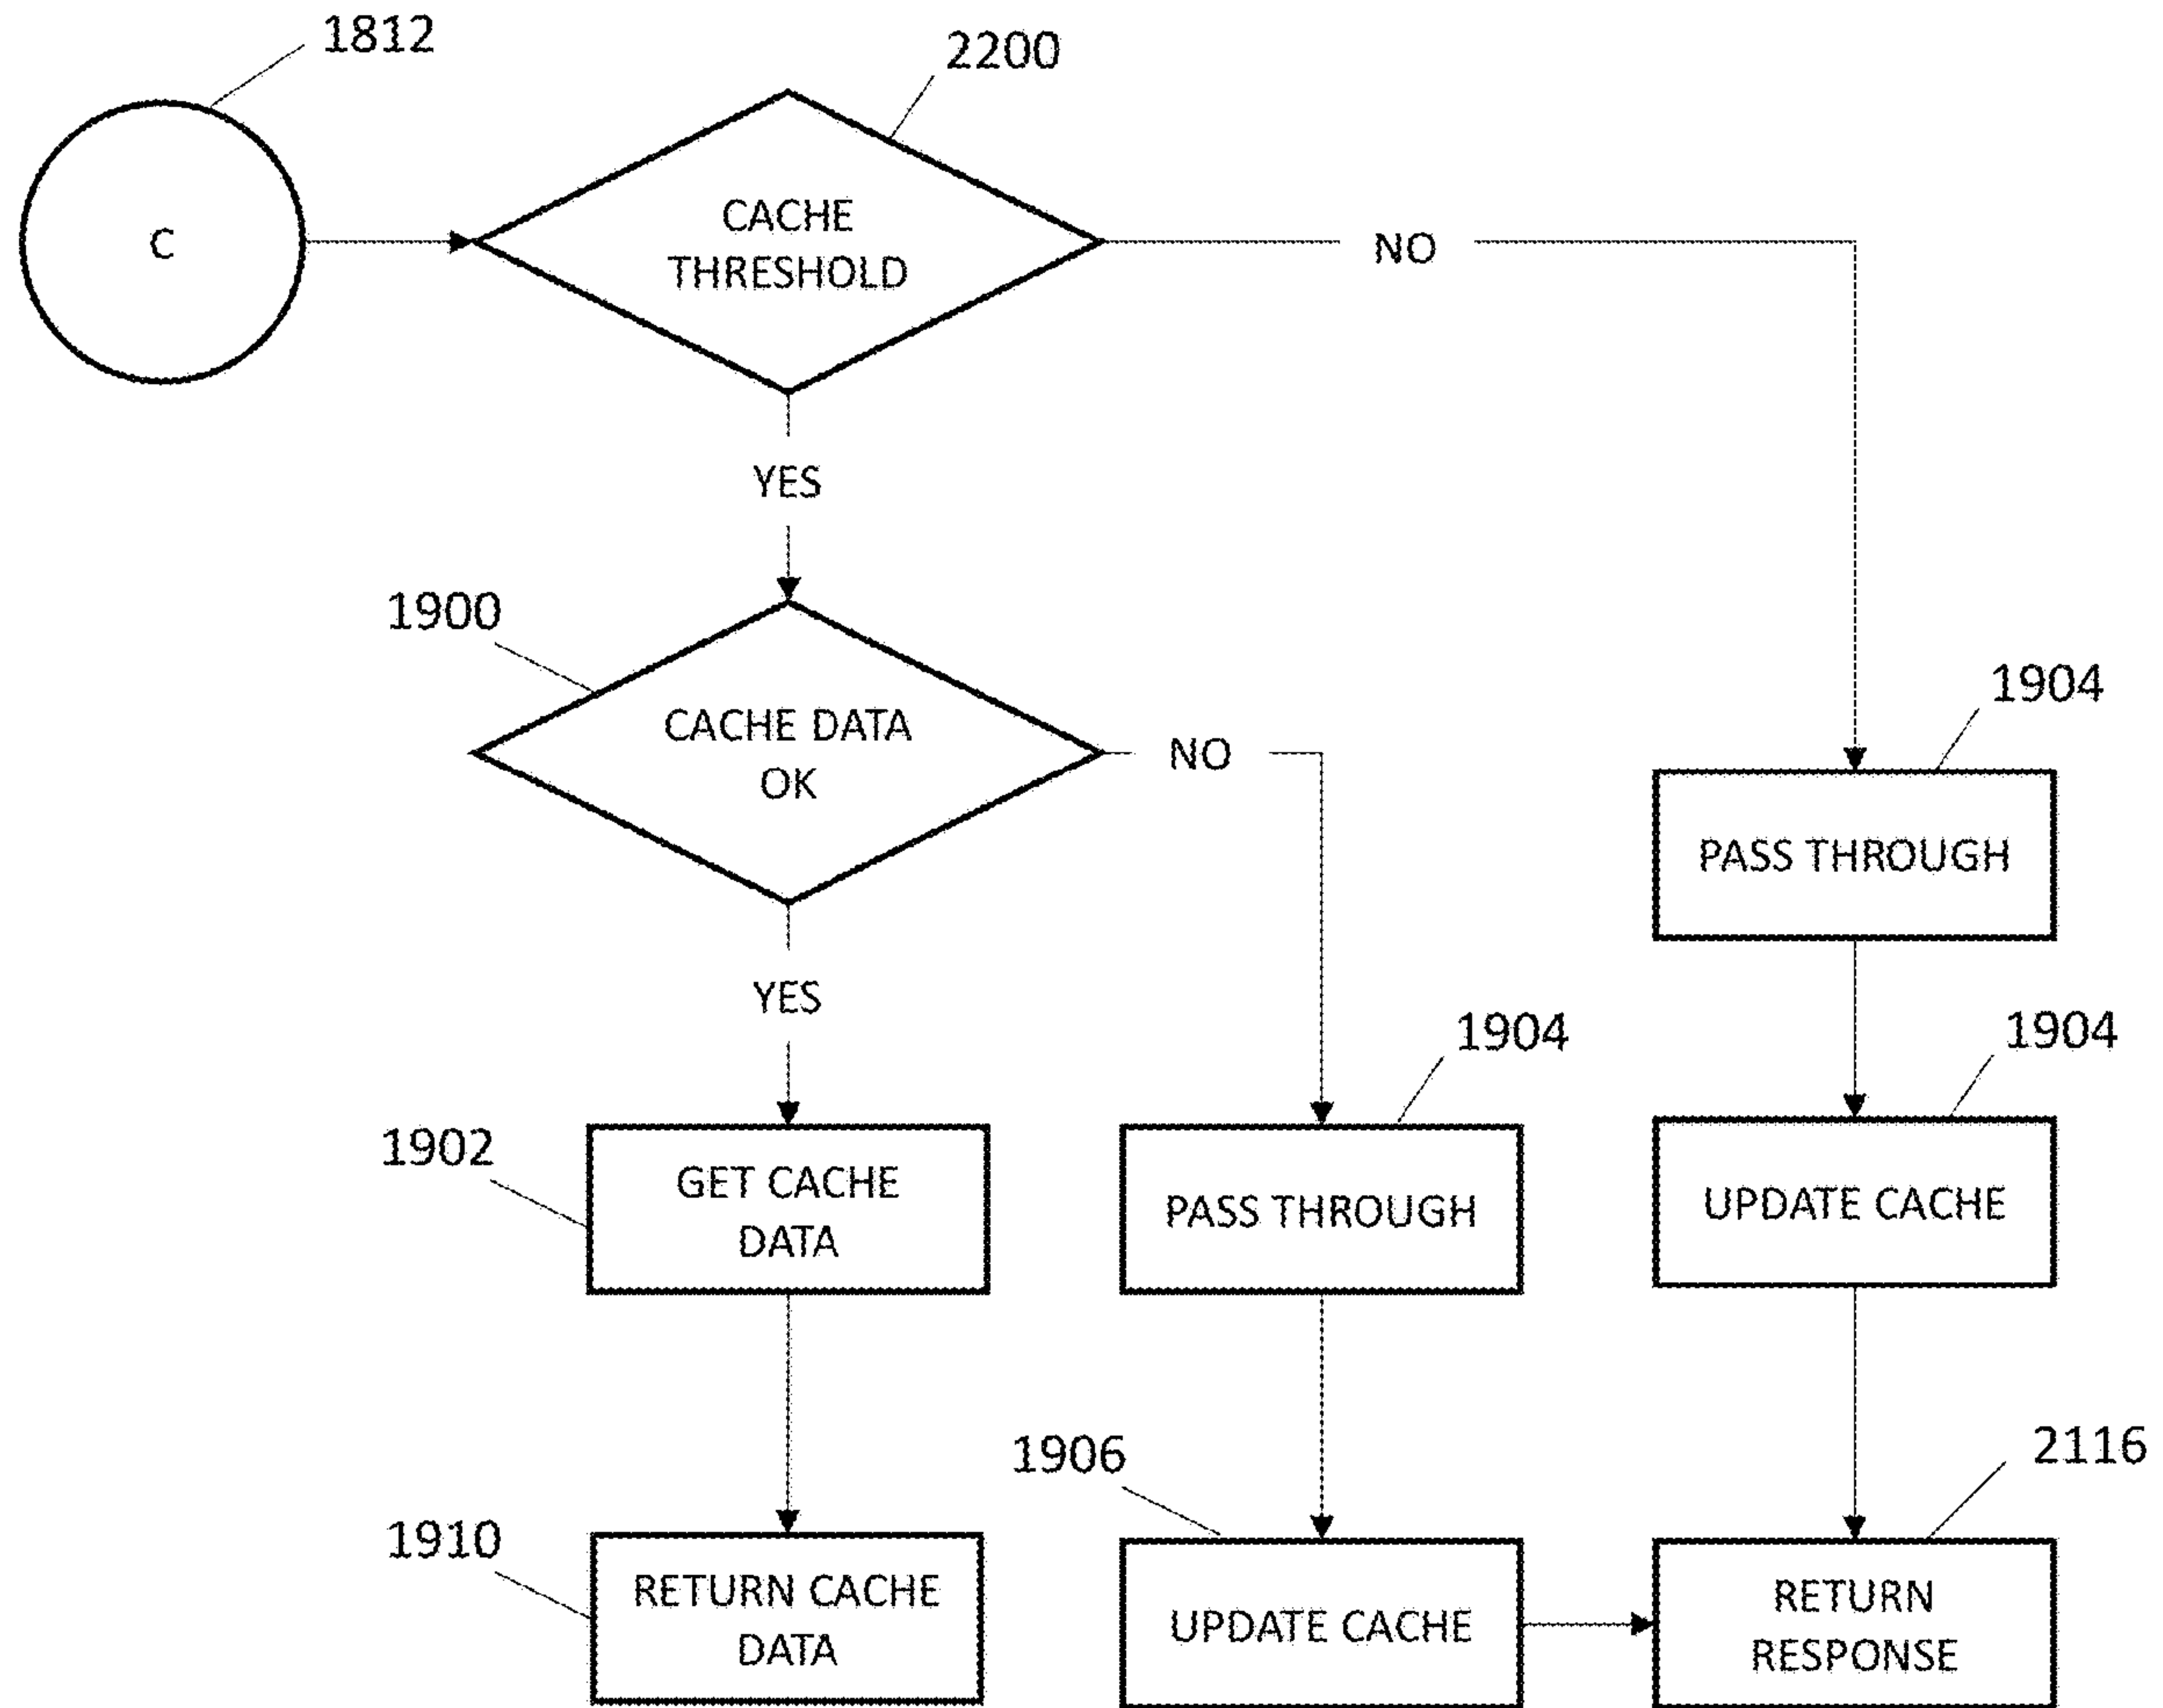 1812
2200
C
CACHE
THRESHOLD
NO
YES
1900
CACHE DATA
OK
NO
1904
PASS THROUGH
YES
1904
1904
1902
GET CACHE
DATA
PASS THROUGH
UPDATE CACHE
1906
2116
1910
RETURN CACHE
DATA
UPDATE CACHE
RETURN
RESPONSE